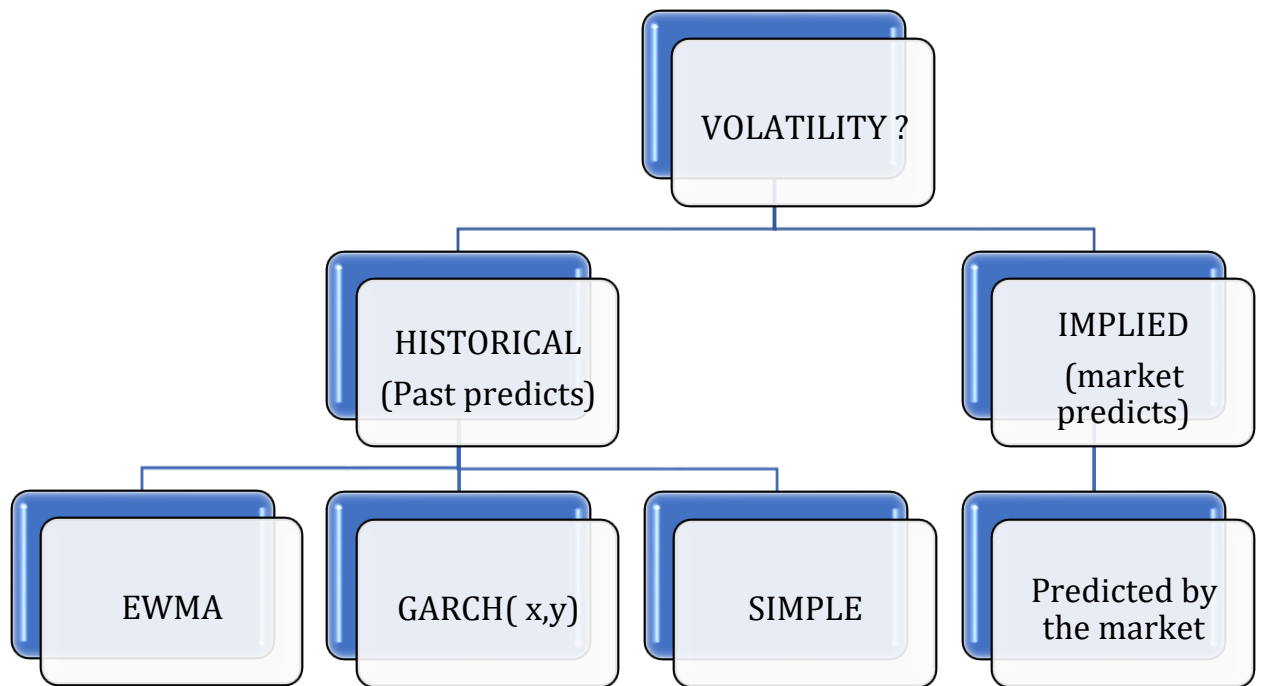 VOLATILITY ?
HISTORICAL
(Past predicts)
IMPLIED
(market
predicts)
EWMA
GARCH( x,y)
SIMPLE
Predicted by
the market